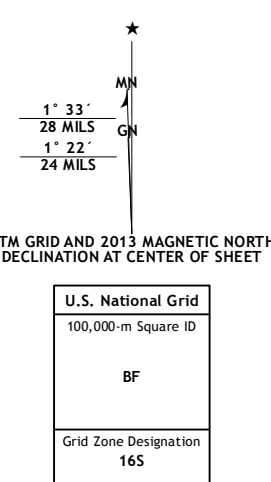 MN
1° 33´
28 MILS
GN
1° 22´
24 MILS
TM GRID AND 2013 MAGNETIC NORTH
DECLINATION AT CENTER OF SHEET
U.S. National Grid
100,000-m Square ID
BF
Grid Zone Designation
16S